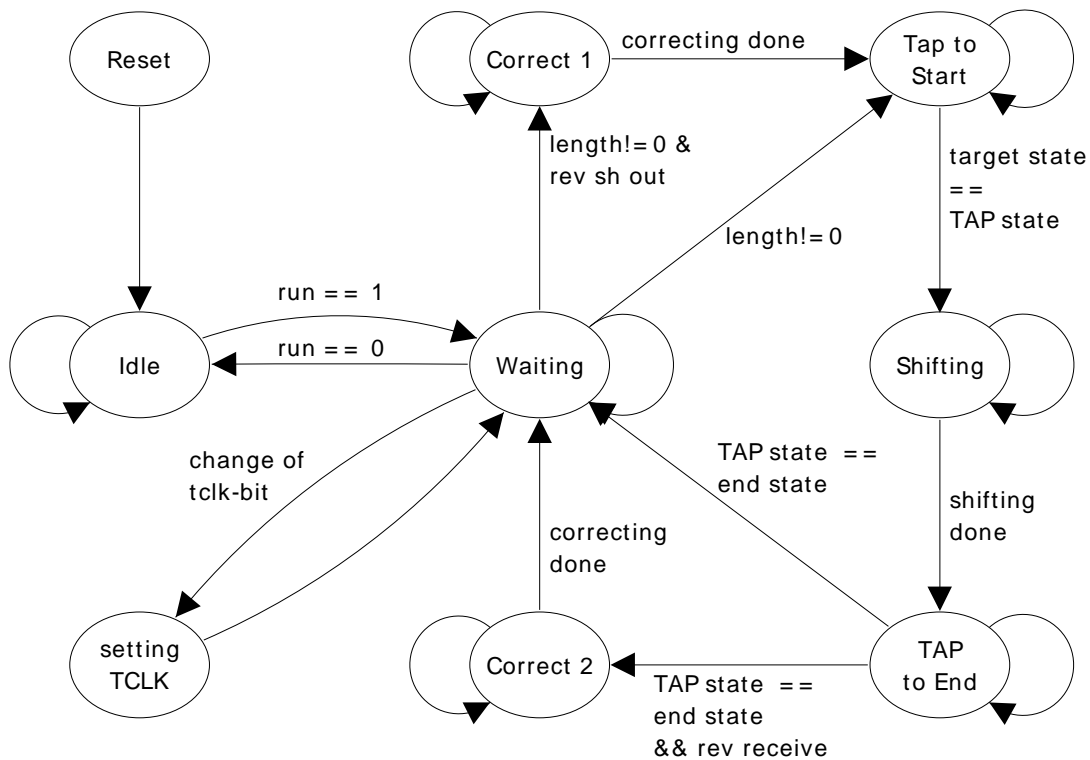 Reset
Correct 1
correcting done
Tap to
Start
length!=0 &
rev sh out
target state
==
TAP state
length!=0
run == 1
Idle
run == 0
Waiting
Shifting
change of
tclk-bit
TAP state ==
end state
shifting
done
correcting
done
setting
TCLK
Correct 2
TAP
to End
TAP state ==
end state
&& rev receive